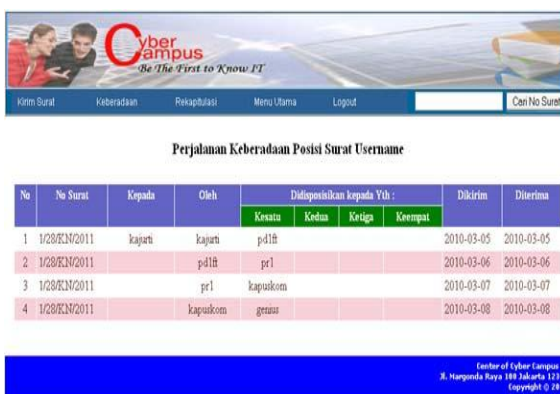 Cyber
Campus
Be The First to Know IT
Kirim Surat Keberadaan Rekapitulasi Menu Utama Logout Cari No Surat
Perjalanan Keberadaan Posisi Surat Username
No No Surat Kepada Oleh Didisposisikan kepada Yth : Dikirim Diterima
Kesatu Kedua Ketiga Keempat
1 1/28/KN/2011 kajurti kajurti pd1ft 2010-03-05 2010-03-05
2 1/28/KN/2011 pd1ft pr1 2010-03-06 2010-03-06
3 1/28/KN/2011 pr1 kapuskom 2010-03-07 2010-03-07
4 1/28/KN/2011 kapuskom genius 2010-03-08 2010-03-08
Center of Cyber Campus
Jl. Margonda Raya 100 Jakarta 123
Copyright © 20